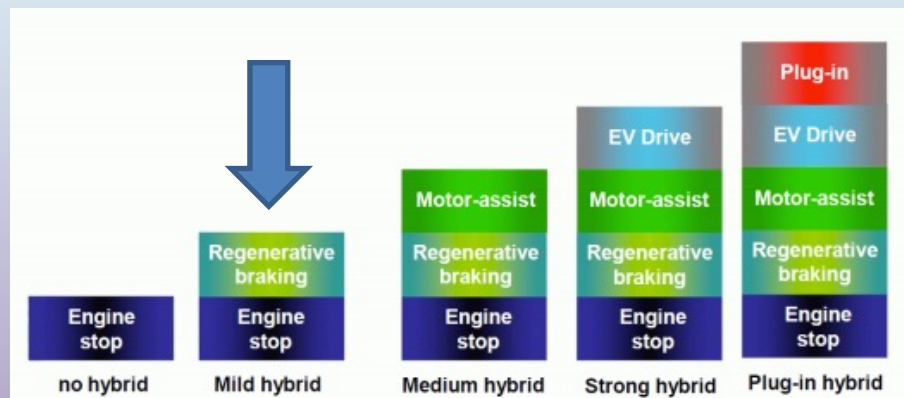 Engine
stop
no hybrid
Regenerative
braking
Engine
stop
Mild hybrid
Motor-assist
Regenerative
braking
Engine
stop
Medium hybrid
EV Drive
Motor-assist
Regenerative
braking
Engine
stop
Strong hybrid
Plug-in
EV Drive
Motor-assist
Regenerative
braking
Engine
stop
Plug-in hybrid